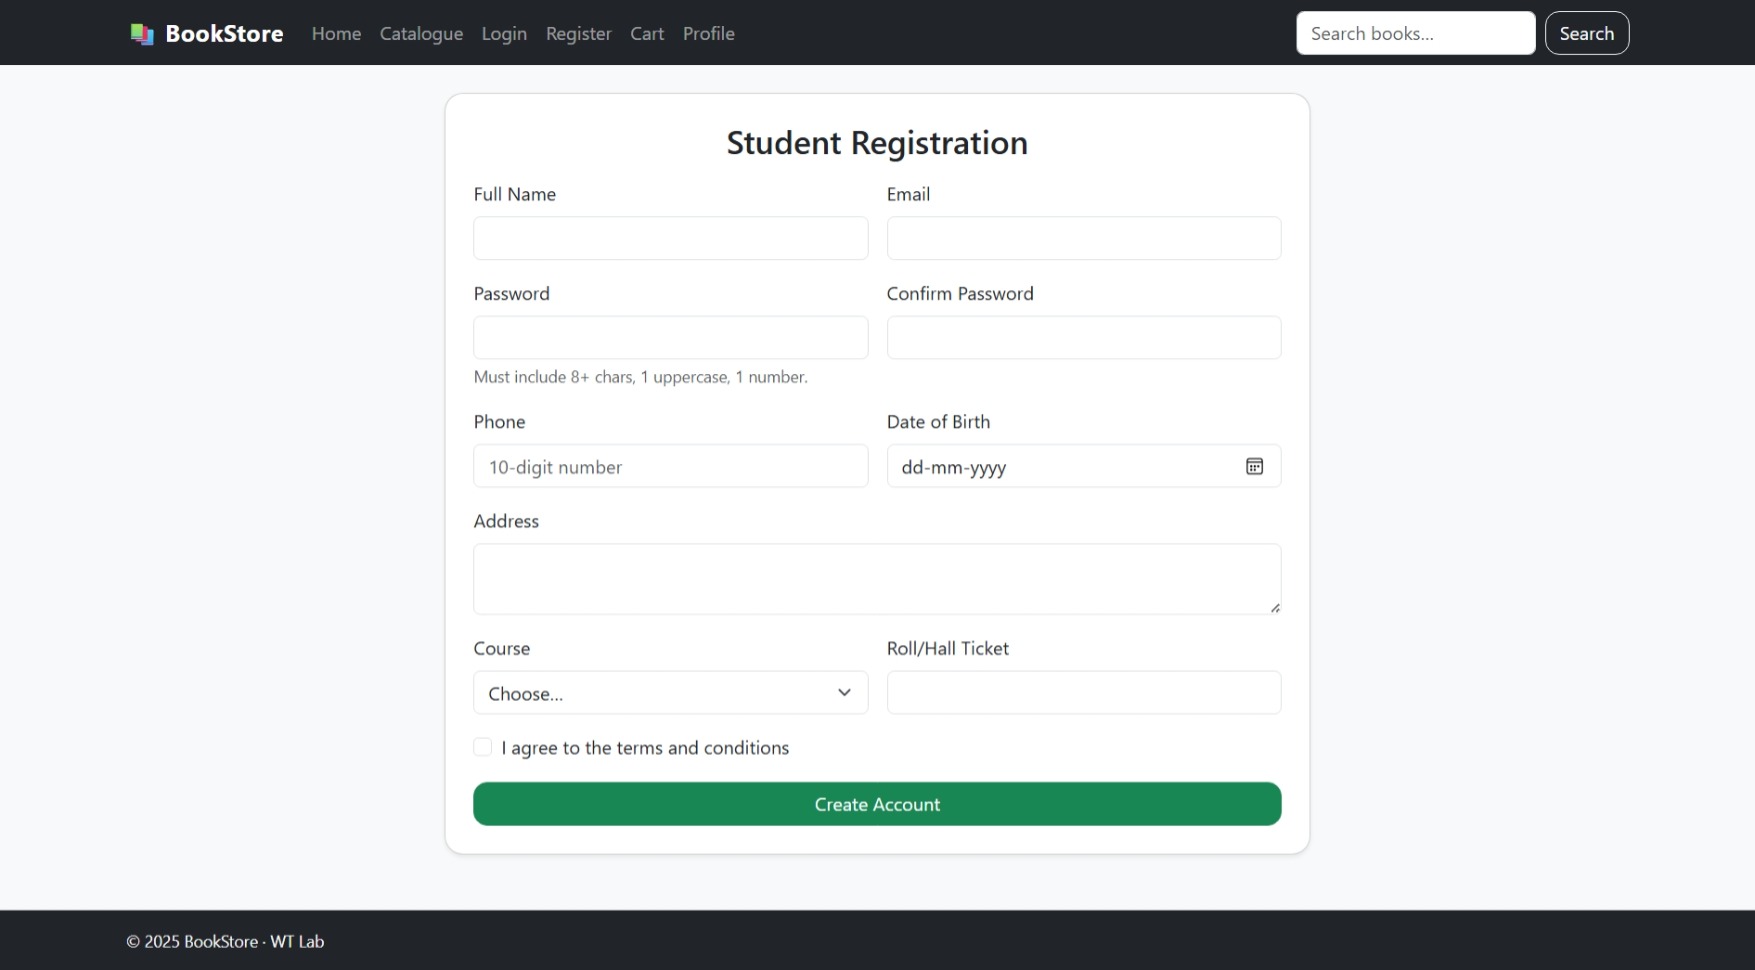 BookStore Home Catalogue Login Register Cart Profile Search books... Search
Student Registration
Full Name Email
Password Confirm Password
Must include 8+ chars, 1 uppercase, 1 number.
Phone Date of Birth
10-digit number dd-mm-yyyy
Address
Course Roll/Hall Ticket
Choose...
I agree to the terms and conditions
Create Account
© 2025 BookStore · WT Lab